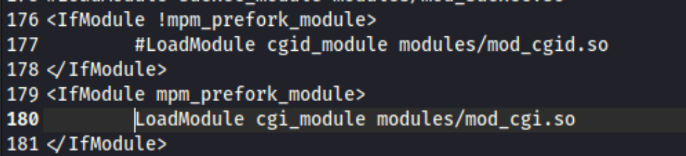 176 <IfModule !mpm_prefork_module>
177         #LoadModule cgid_module modules/mod_cgid.so
178 </IfModule>
179 <IfModule mpm_prefork_module>
180         LoadModule cgi_module modules/mod_cgi.so
181 </IfModule>